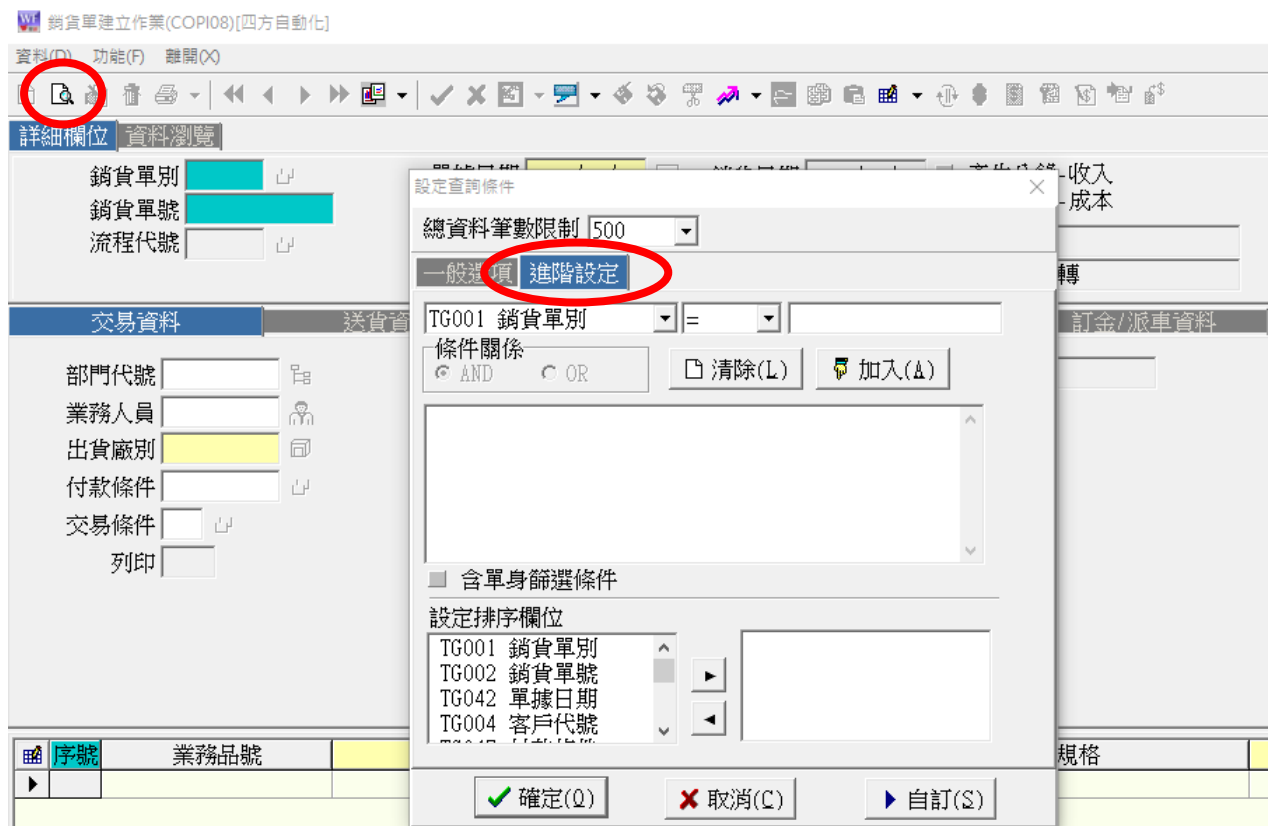 銷貨單建立作業(COPI08)[四方自動化]
資料(D) 功能(F) 離開(X)
詳細欄位 資料瀏覽
銷貨單別
銷貨單號
流程代號
-收入
-成本
轉
交易資料 送貨資 訂金/派車資料
部門代號
業務人員
出貨廠別
付款條件
交易條件
列印
設定查詢條件
總資料筆數限制 500
一般選項 進階設定
TG001 銷貨單別 =
條件關係
AND OR 清除(L) 加入(A)
含單身篩選條件
設定排序欄位
TG001 銷貨單別
TG002 銷貨單號
TG042 單據日期
TG004 客戶代號
確定(O) 取消(C) 自訂(S)
序號 業務品號 規格